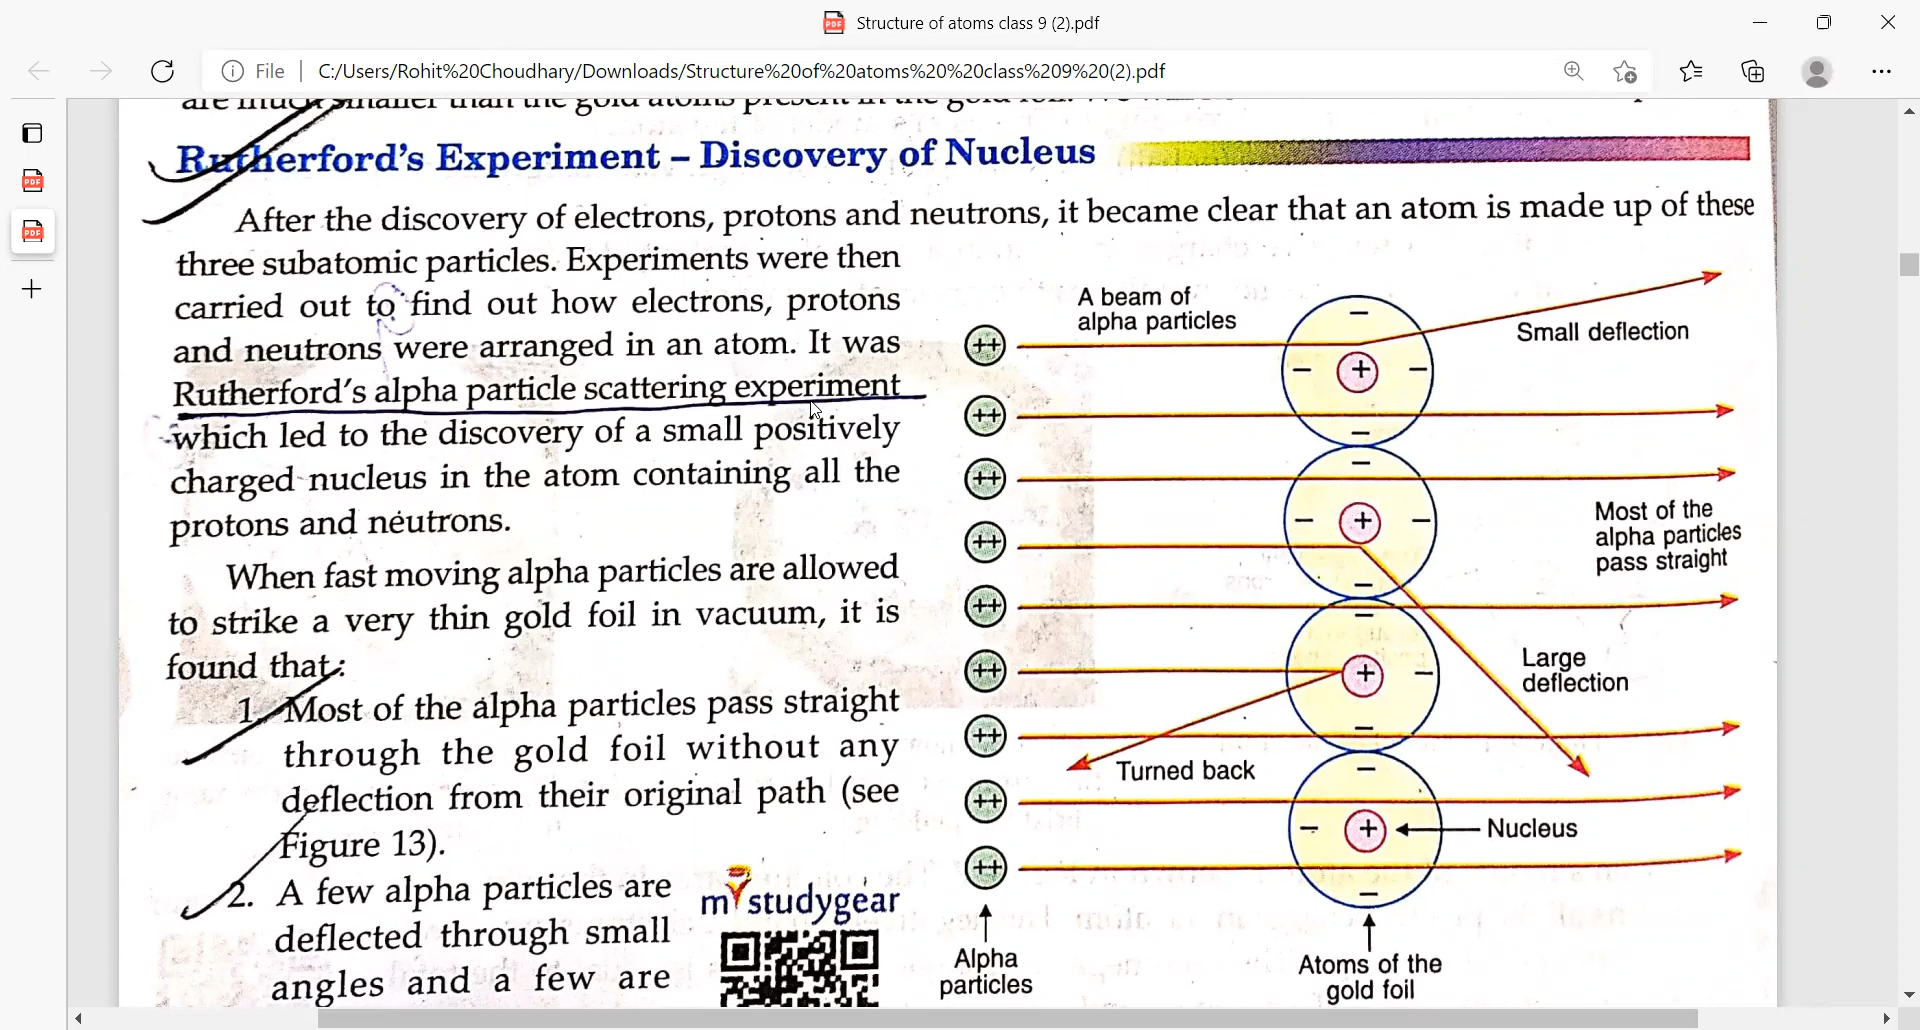 Structure of atoms class 9 (2).pdf
File
C:/Users/Rohit%20Choudhary/Downloads/Structure%20of%20atoms%20%20class%209%20(2).pdf
Rutherford's Experiment – Discovery of Nucleus
After the discovery of electrons, protons and neutrons, it became clear that an atom is made up of these
three subatomic particles. Experiments were then
carried out to find out how electrons, protons
and neutrons were arranged in an atom. It was
Rutherford's alpha particle scattering experiment
which led to the discovery of a small positively
charged nucleus in the atom containing all the
protons and neutrons.
When fast moving alpha particles are allowed
to strike a very thin gold foil in vacuum, it is
found that:
1. Most of the alpha particles pass straight
through the gold foil without any
deflection from their original path (see
Figure 13).
2. A few alpha particles are
deflected through small
angles and a few are
mystudygear
A beam of
alpha particles
Small deflection
Most of the
alpha particles
pass straight
Large
deflection
Turned back
Nucleus
Alpha
particles
Atoms of the
gold foil